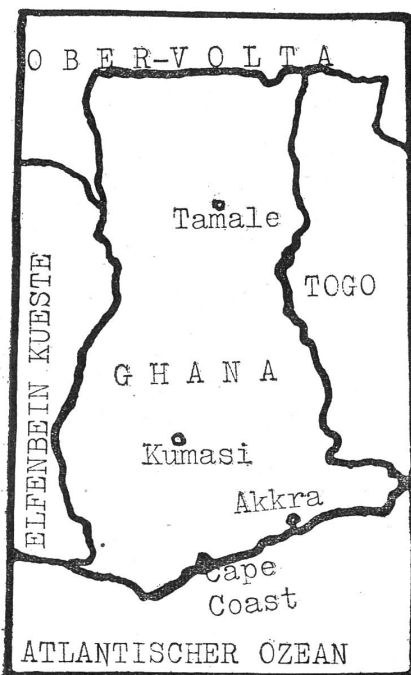 OBER-VOLTA
Tamale
ELFENBEIN KUESTE
TOGO
GHANA
Kumasi
Akkra
Cape
Coast
ATLANTISCHER OZEAN